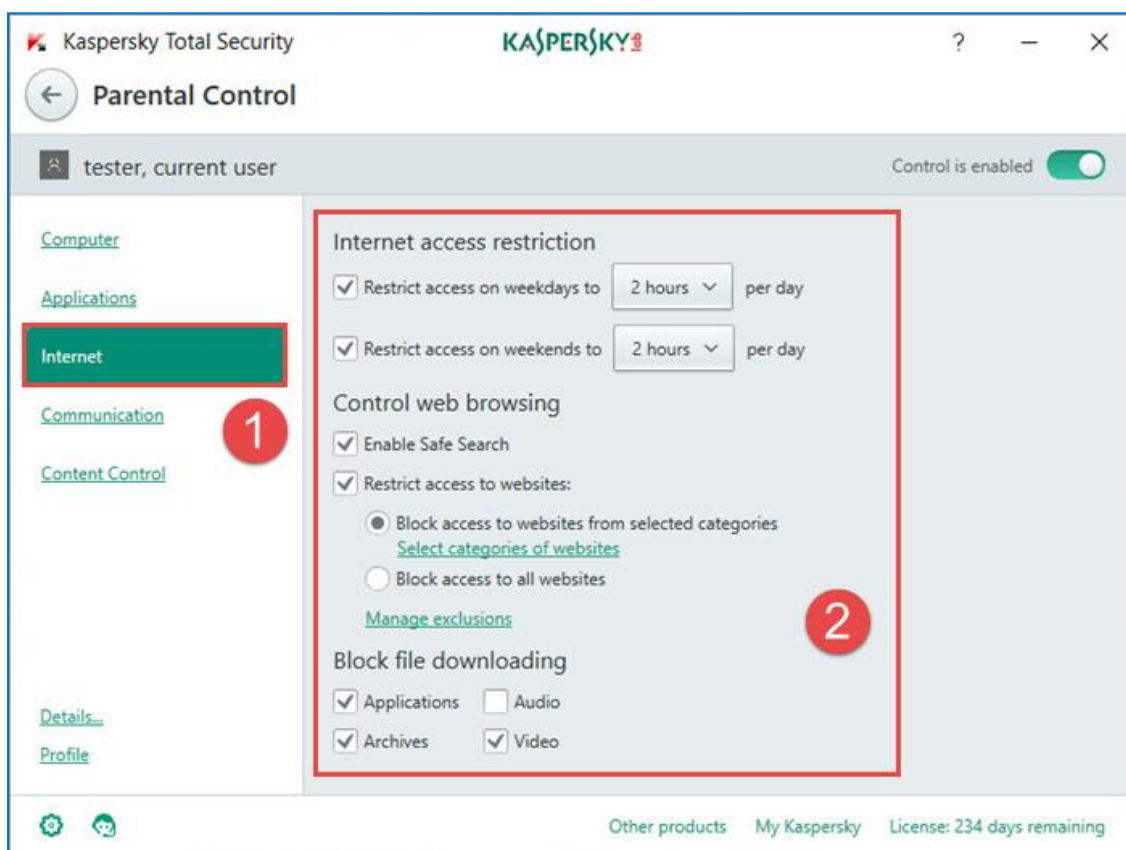 Kaspersky Total Security
KASPERSKY lab
?
Parental Control
tester, current user
Control is enabled
Computer
Applications
Internet
Communication
Content Control
Details...
Profile
1
Internet access restriction
Restrict access on weekdays to 2 hours per day
Restrict access on weekends to 2 hours per day
Control web browsing
Enable Safe Search
Restrict access to websites:
Block access to websites from selected categories
Select categories of websites
Block access to all websites
Manage exclusions
2
Block file downloading
Applications Audio
Archives Video
Other products My Kaspersky License: 234 days remaining